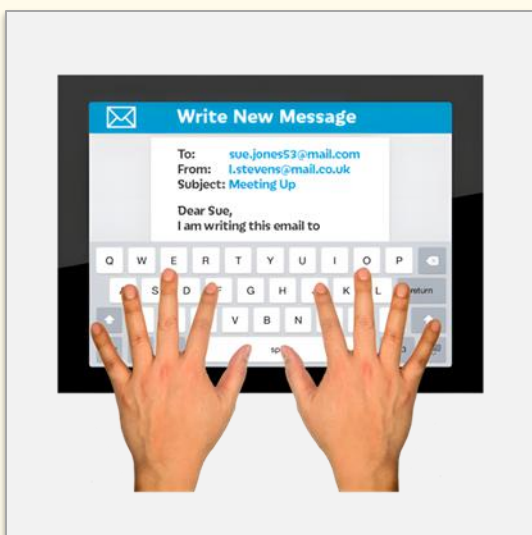 Write New Message
To: sue.jones53@mail.com
From: l.stevens@mail.co.uk
Subject: Meeting Up
Dear Sue,
I am writing this email to
Q W E R T Y U I O P
S D F G H K L return
V B N